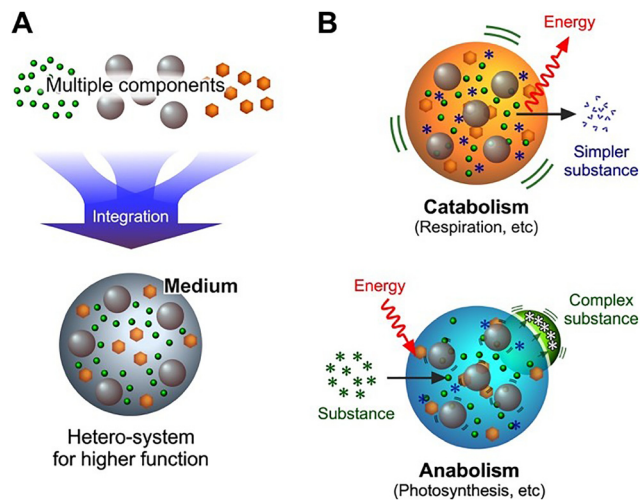 A
Multiple components
Integration
Medium
Hetero-system
for higher function
B
Energy
Simpler
substance
Catabolism
(Respiration, etc)
Energy
Complex
substance
Substance
Anabolism
(Photosynthesis, etc)